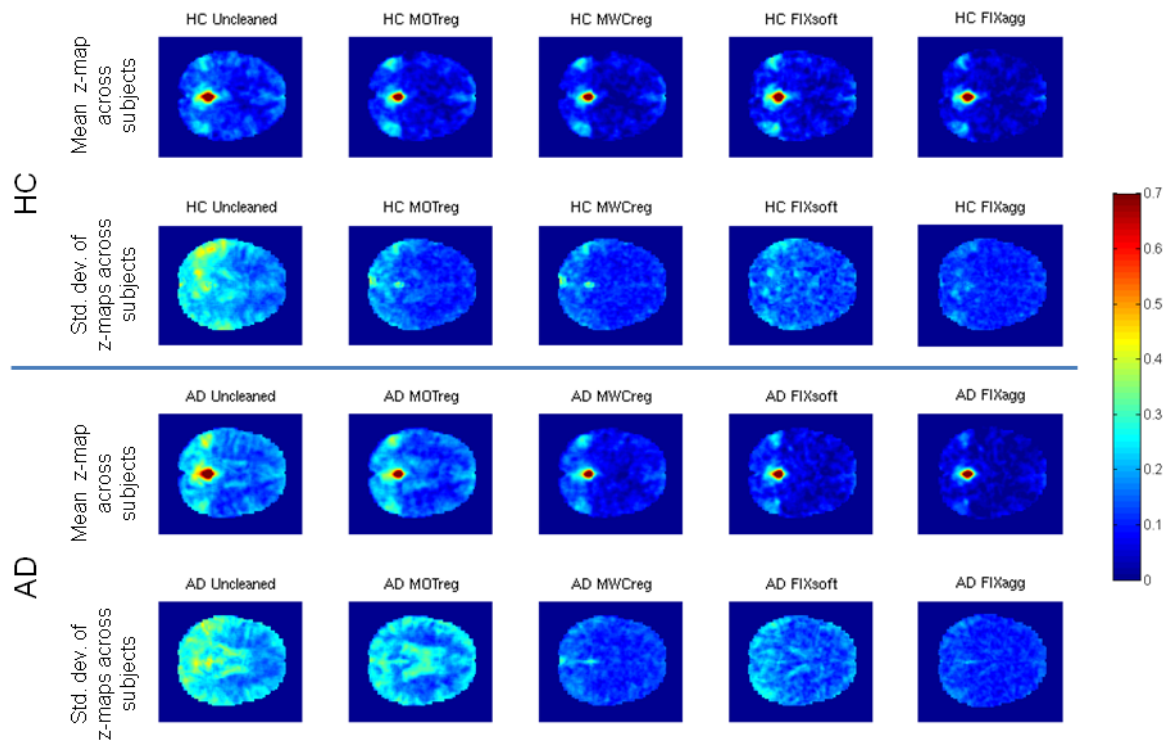 HC Uncleaned HC MOTreg HC MWCreg HC FIXsoft HC FIXagg
Mean z-map
across
subjects
HC
HC Uncleaned HC MOTreg HC MWCreg HC FIXsoft HC FIXagg
Std. dev. of
z-maps across
subjects
AD Uncleaned AD MOTreg AD MWCreg AD FIXsoft AD FIXagg
Mean z-map
across
subjects
AD
AD Uncleaned AD MOTreg AD MWCreg AD FIXsoft AD FIXagg
Std. dev. of
z-maps across
subjects
0.7
0.6
0.5
0.4
0.3
0.2
0.1
0